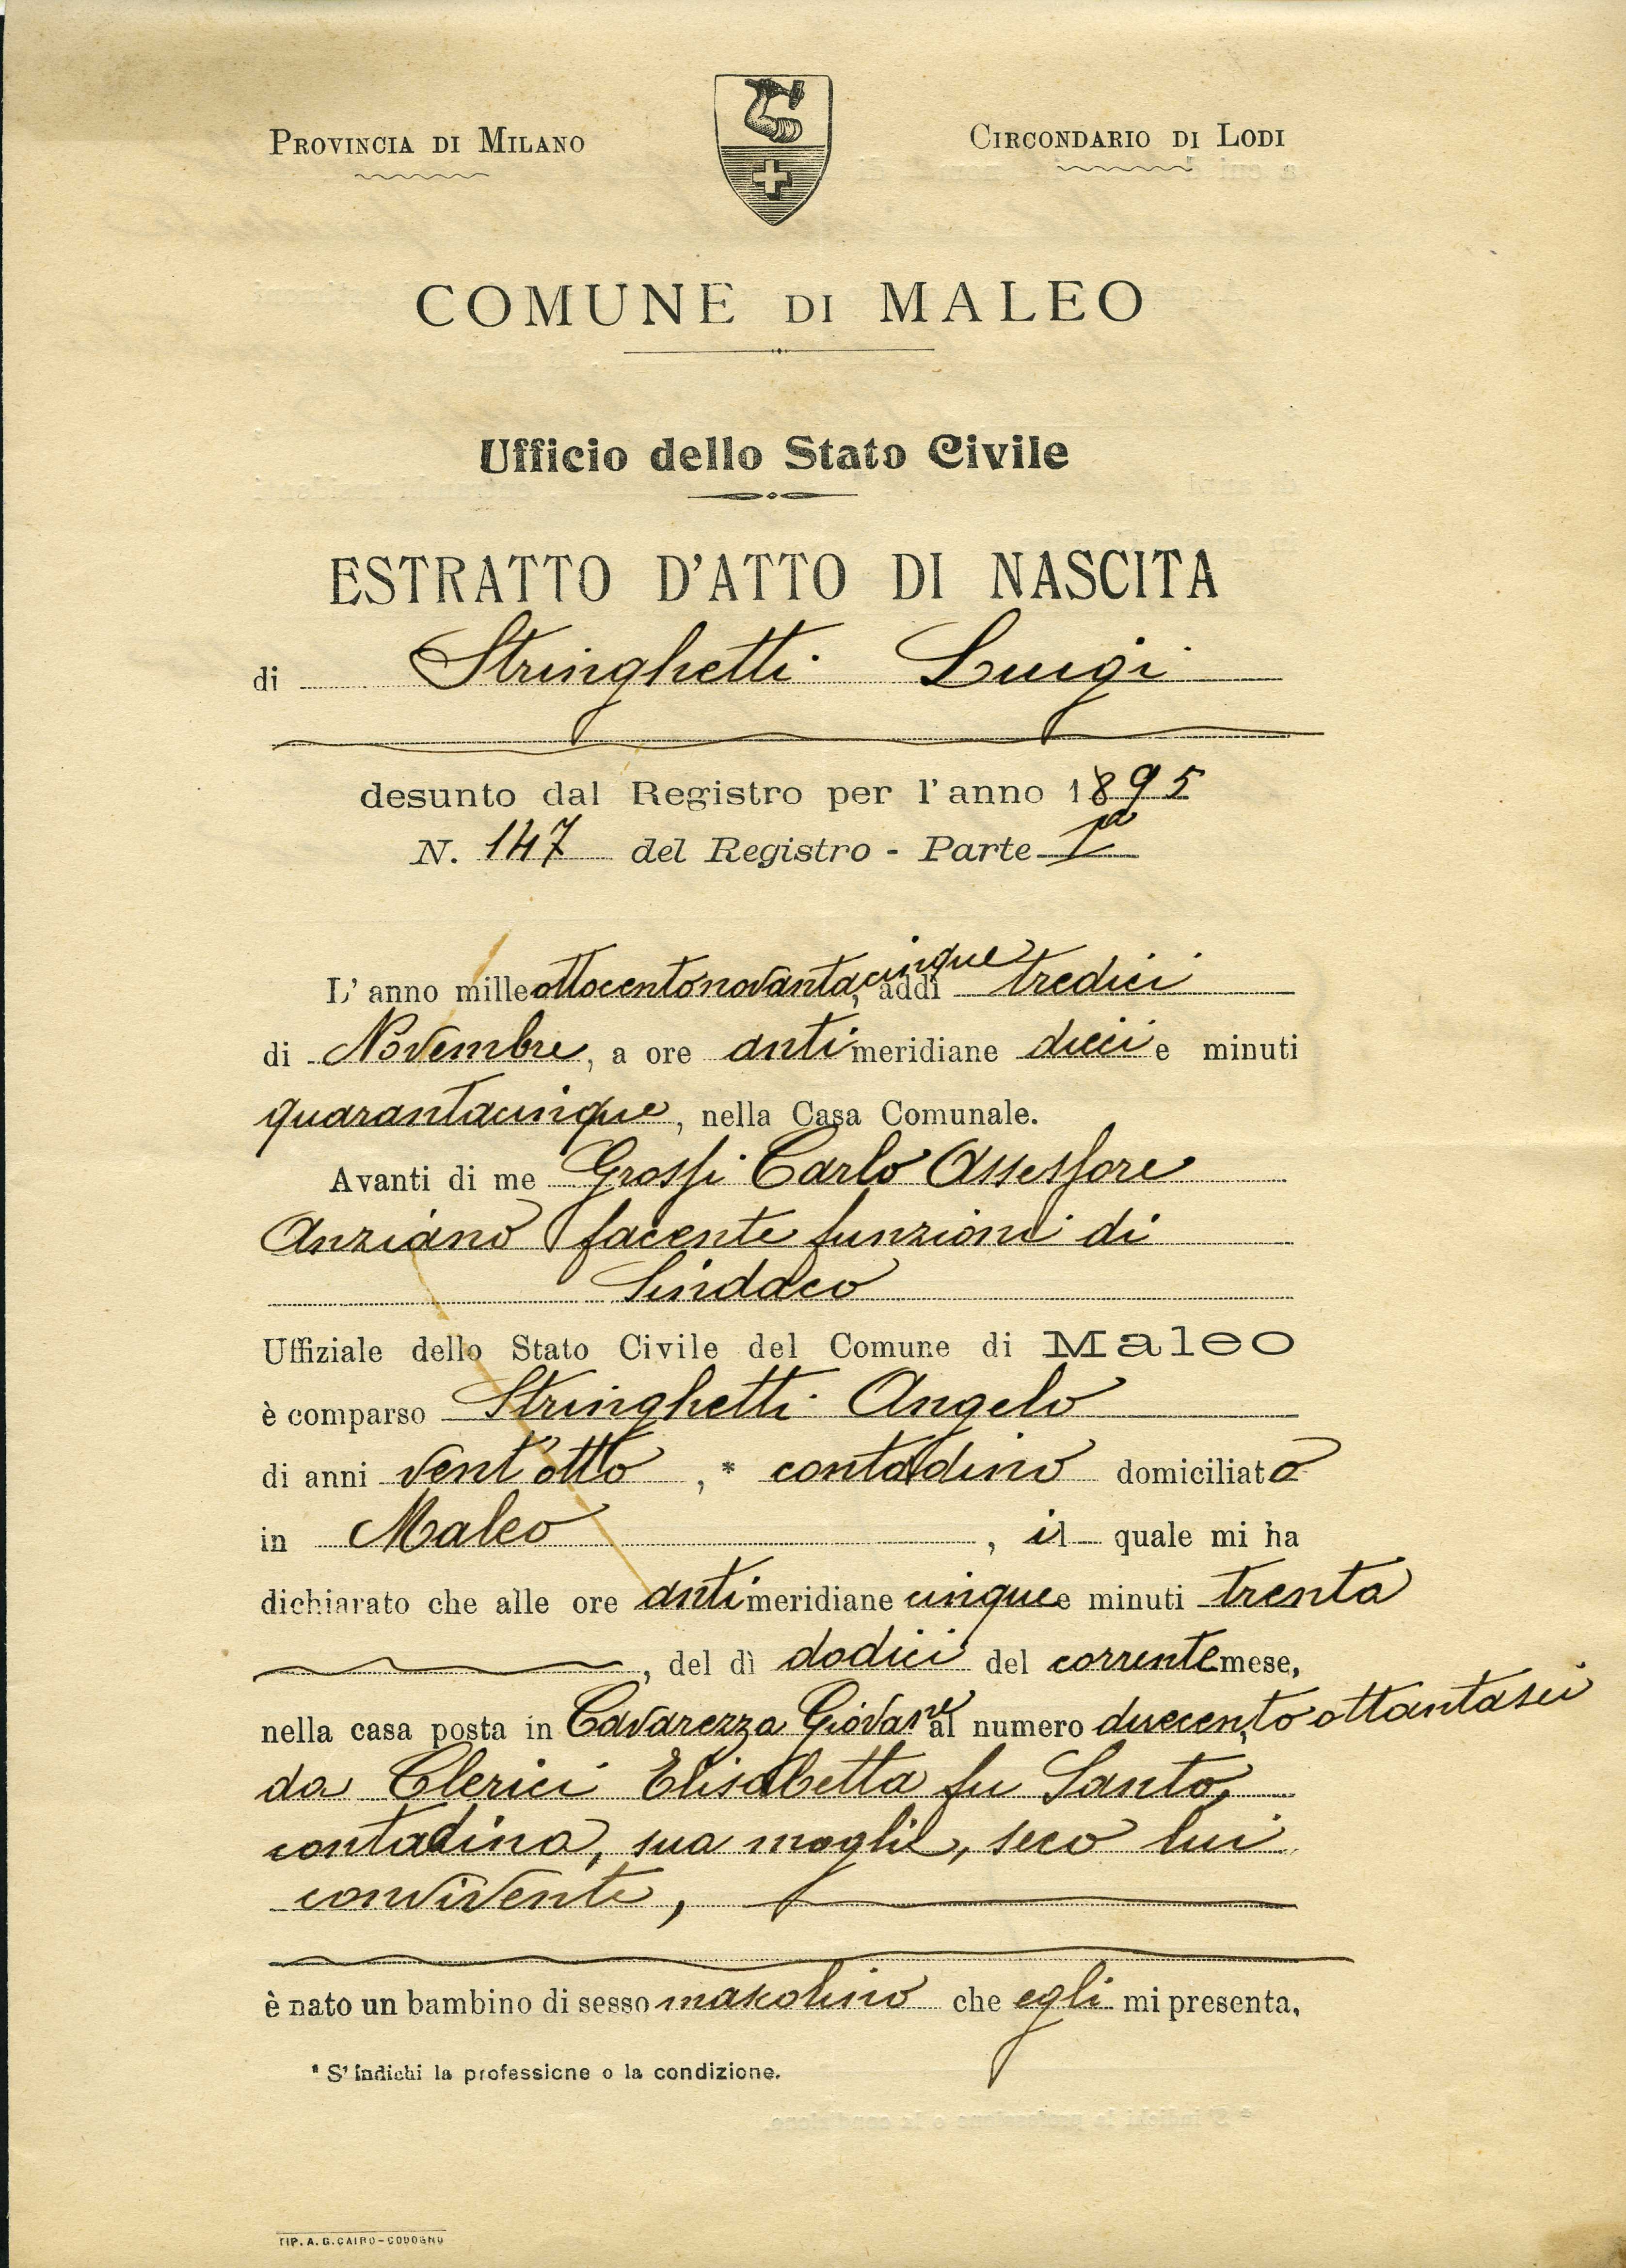 PROVINCIA DI MILANO
CIRCONDARIO DI LODI
COMUNE DI MALEO
Ufficio dello Stato Civile
ESTRATTO D'ATTO DI NASCITA
di Stringhetti Luigi
desunto dal Registro per l'anno 1895
N. 147 del Registro - Parte Iª
L'anno milleottocentonovantacinque, addì tredici
di Novembre, a ore antimeridiane dieci e minuti
quarantacinque, nella Casa Comunale.
Avanti di me Grossi Carlo Assessore
Anziano facente funzioni di
Sindaco
Uffiziale dello Stato Civile del Comune di Maleo
è comparso Stringhetti Angelo
di anni vent'otto, * contadino domiciliato
in Maleo, il quale mi ha
dichiarato che alle ore antimeridiane cinque e minuti trenta
, del dì dodici del corrente mese,
nella casa posta in Cavarezza Giovane al numero duecento ottantasei
da Clerici Elisabetta fu Santo,
contadina, sua moglie, seco lui
convivente,
è nato un bambino di sesso mascolino che egli mi presenta,
* S'indichi la professione o la condizione.
TIP. A. G. CAIRO-CODOGNO